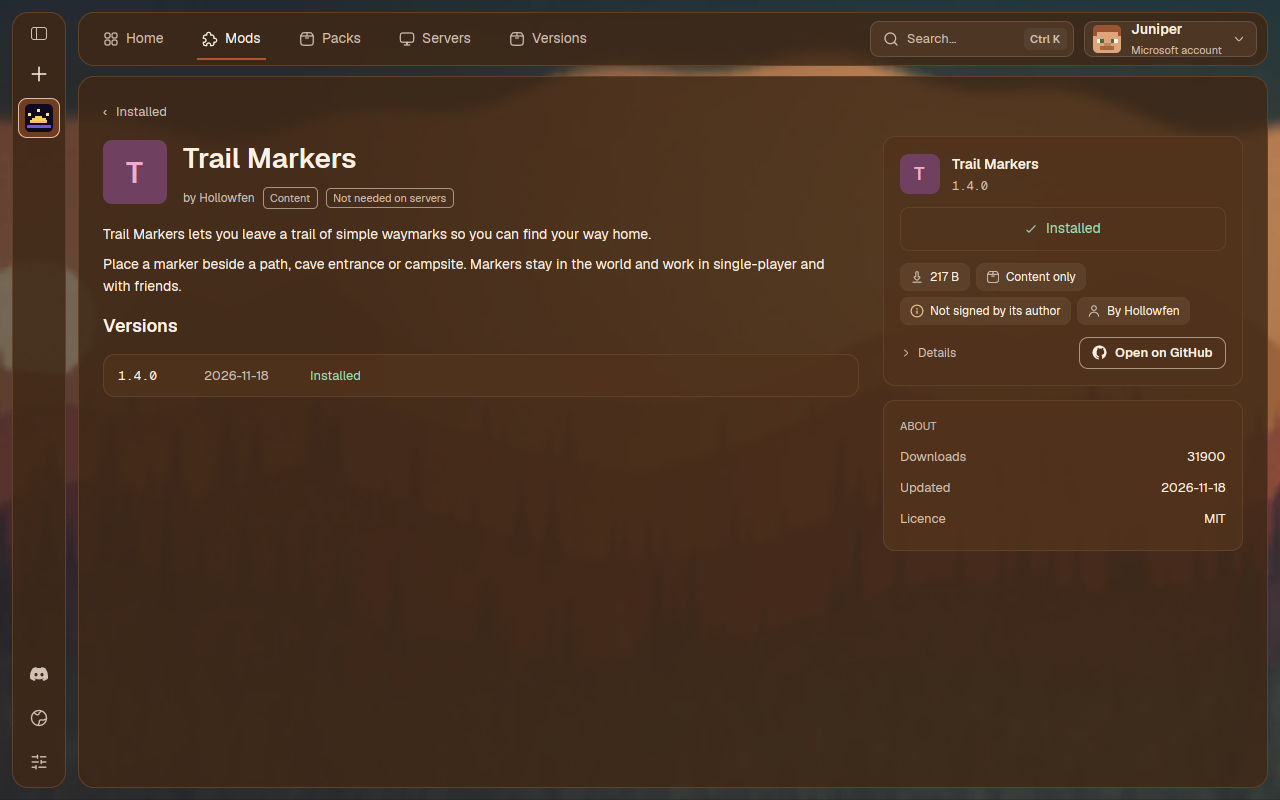 Home
Mods
Packs
Servers
Versions
Search...
Ctrl K
Juniper
Microsoft account
‹ Installed
T
Trail Markers
by Hollowfen
Content
Not needed on servers
Trail Markers lets you leave a trail of simple waymarks so you can find your way home.
Place a marker beside a path, cave entrance or campsite. Markers stay in the world and work in single-player and
with friends.
Versions
1.4.0 2026-11-18 Installed
T
Trail Markers
1.4.0
Installed
217 B
Content only
Not signed by its author
By Hollowfen
Details
Open on GitHub
ABOUT
Downloads 31900
Updated 2026-11-18
Licence MIT